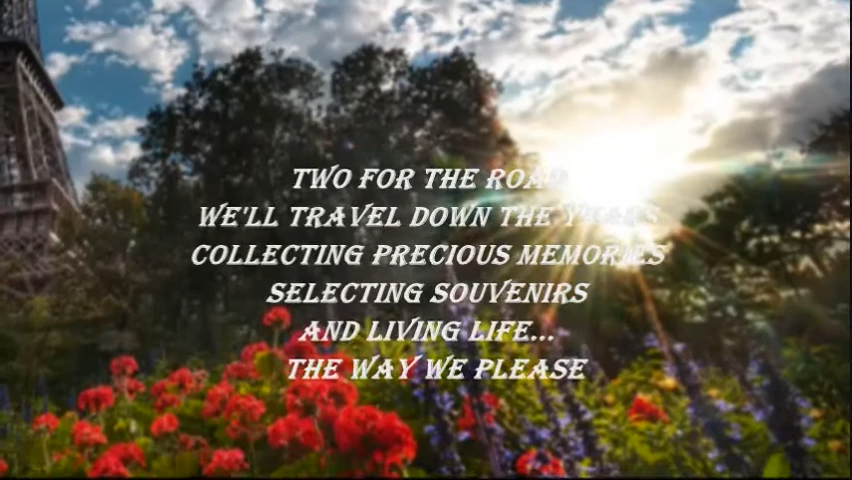 TWO FOR THE ROAD
WE'LL TRAVEL DOWN THE YEARS
COLLECTING PRECIOUS MEMORIES
SELECTING SOUVENIRS
AND LIVING LIFE...
THE WAY WE PLEASE